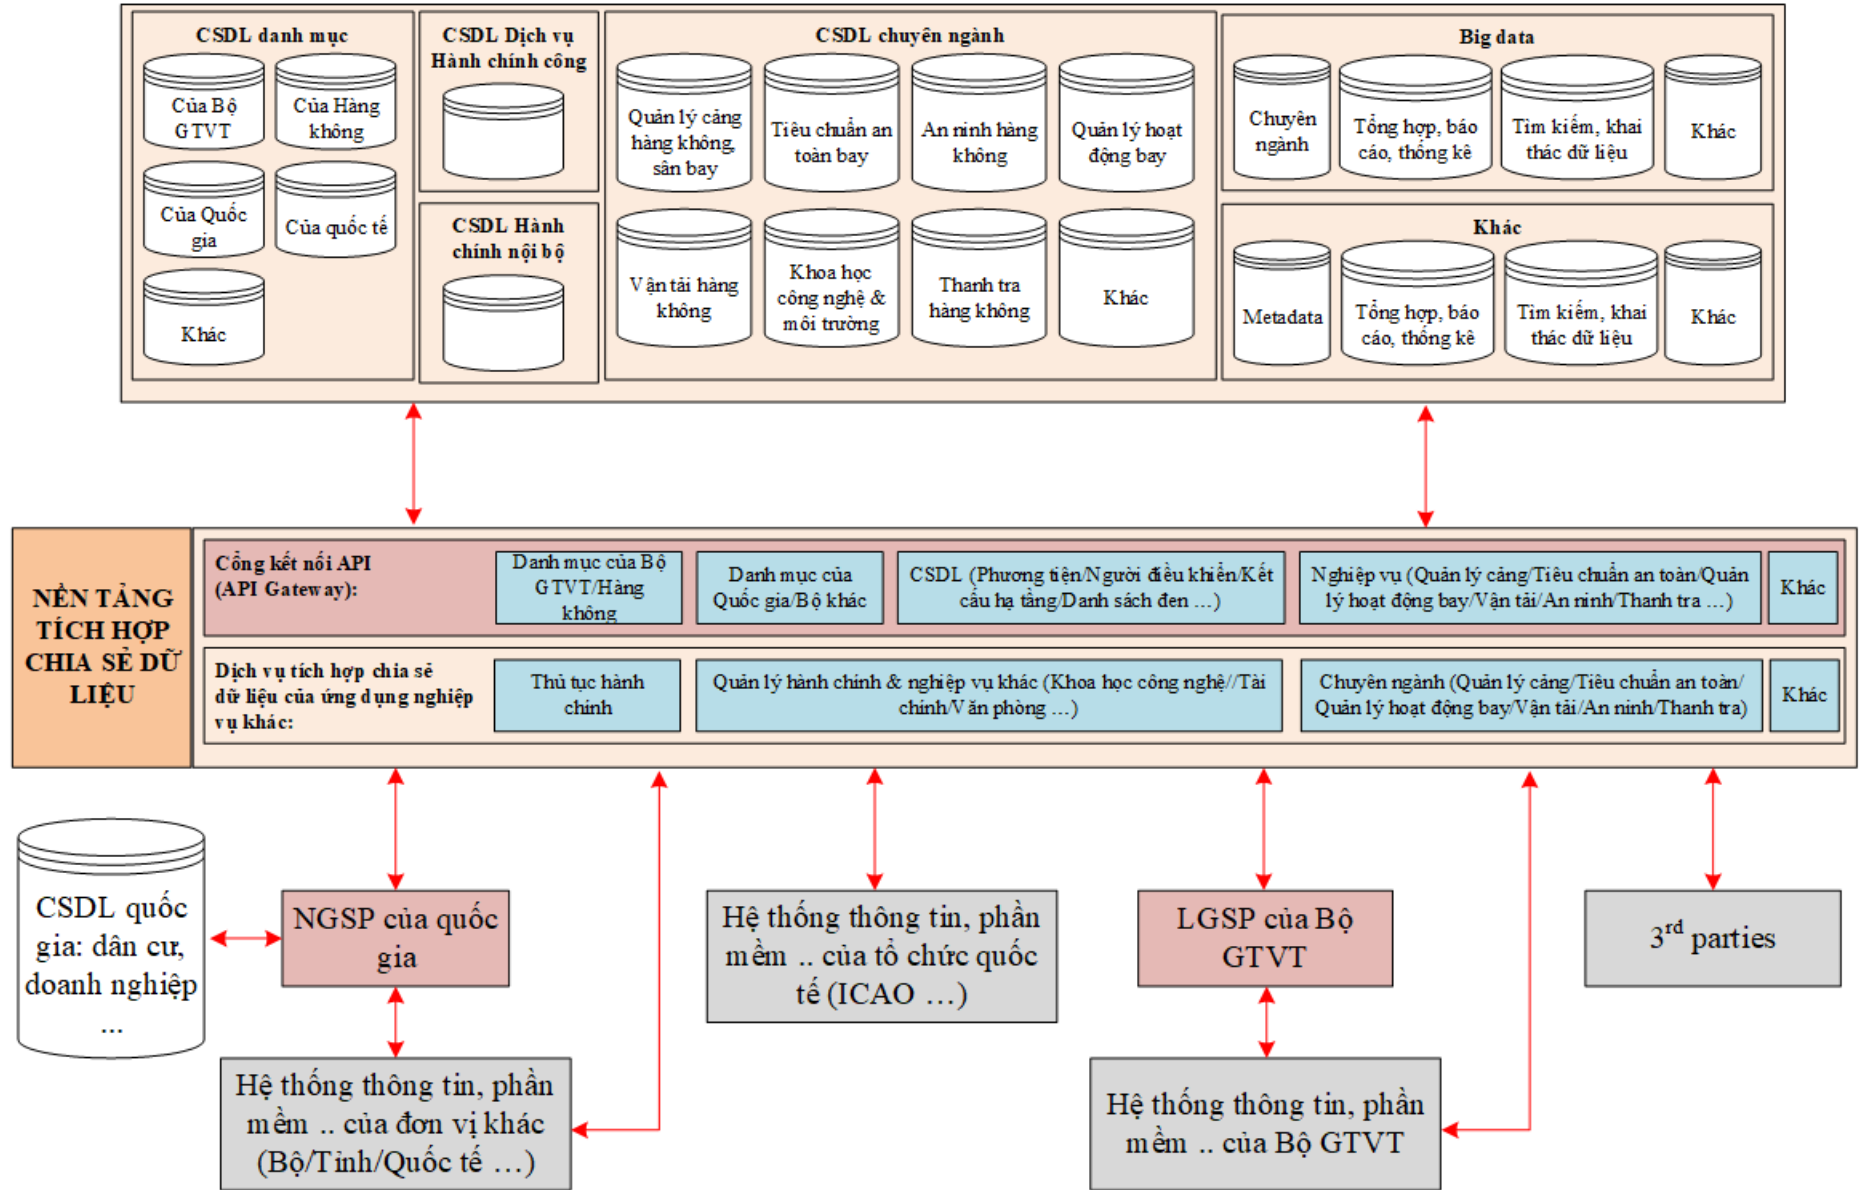 CSDL danh mục
Của Bộ
GTVT
Của Hàng
không
Của Quốc
gia
Của quốc tế
Khác
CSDL Dịch vụ
Hành chính công
CSDL Hành
chính nội bộ
CSDL chuyên ngành
Quản lý cảng
hàng không,
sân bay
Tiêu chuẩn an
toàn bay
An ninh hàng
không
Quản lý hoạt
động bay
Vận tải hàng
không
Khoa học
công nghệ &
môi trường
Thanh tra
hàng không
Khác
Big data
Chuyên
ngành
Tổng hợp, báo
cáo, thống kê
Tìm kiếm, khai
thác dữ liệu
Khác
Khác
Metadata
Tổng hợp, báo
cáo, thống kê
Tìm kiếm, khai
thác dữ liệu
Khác
NỀN TẢNG
TÍCH HỢP
CHIA SẺ DỮ
LIỆU
Cổng kết nối API
(API Gateway):
Danh mục của Bộ
GTVT/Hàng
không
Danh mục của
Quốc gia/Bộ khác
CSDL (Phương tiện/Người điều khiển/Kết
cấu hạ tầng/Danh sách đen ...)
Nghiệp vụ (Quản lý cảng/Tiêu chuẩn an toàn/Quản
lý hoạt động bay/Vận tải/An ninh/Thanh tra ...)
Khác
Dịch vụ tích hợp chia sẻ
dữ liệu của ứng dụng nghiệp
vụ khác:
Thủ tục hành
chính
Quản lý hành chính & nghiệp vụ khác (Khoa học công nghệ//Tài
chính/Văn phòng ...)
Chuyên ngành (Quản lý cảng/Tiêu chuẩn an toàn/
Quản lý hoạt động bay/Vận tải/An ninh/Thanh tra)
Khác
CSDL quốc
gia: dân cư,
doanh nghiệp
...
NGSP của quốc
gia
Hệ thống thông tin, phần
mềm .. của tổ chức quốc
tế (ICAO ...)
LGSP của Bộ
GTVT
3rd parties
Hệ thống thông tin, phần
mềm .. của đơn vị khác
(Bộ/Tỉnh/Quốc tế ...)
Hệ thống thông tin, phần
mềm .. của Bộ GTVT